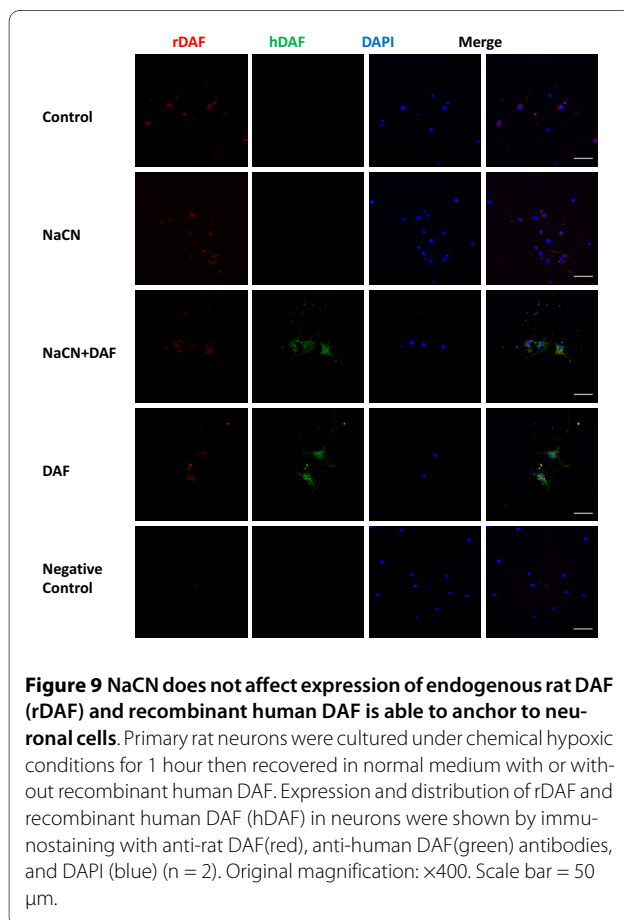 rDAF hDAF DAPI Merge
Control
NaCN
NaCN+DAF
DAF
Negative
Control
Figure 9 NaCN does not affect expression of endogenous rat DAF
(rDAF) and recombinant human DAF is able to anchor to neu-
ronal cells. Primary rat neurons were cultured under chemical hypoxic
conditions for 1 hour then recovered in normal medium with or with-
out recombinant human DAF. Expression and distribution of rDAF and
recombinant human DAF (hDAF) in neurons were shown by immu-
nostaining with anti-rat DAF(red), anti-human DAF(green) antibodies,
and DAPI (blue) (n = 2). Original magnification: ×400. Scale bar = 50
μm.